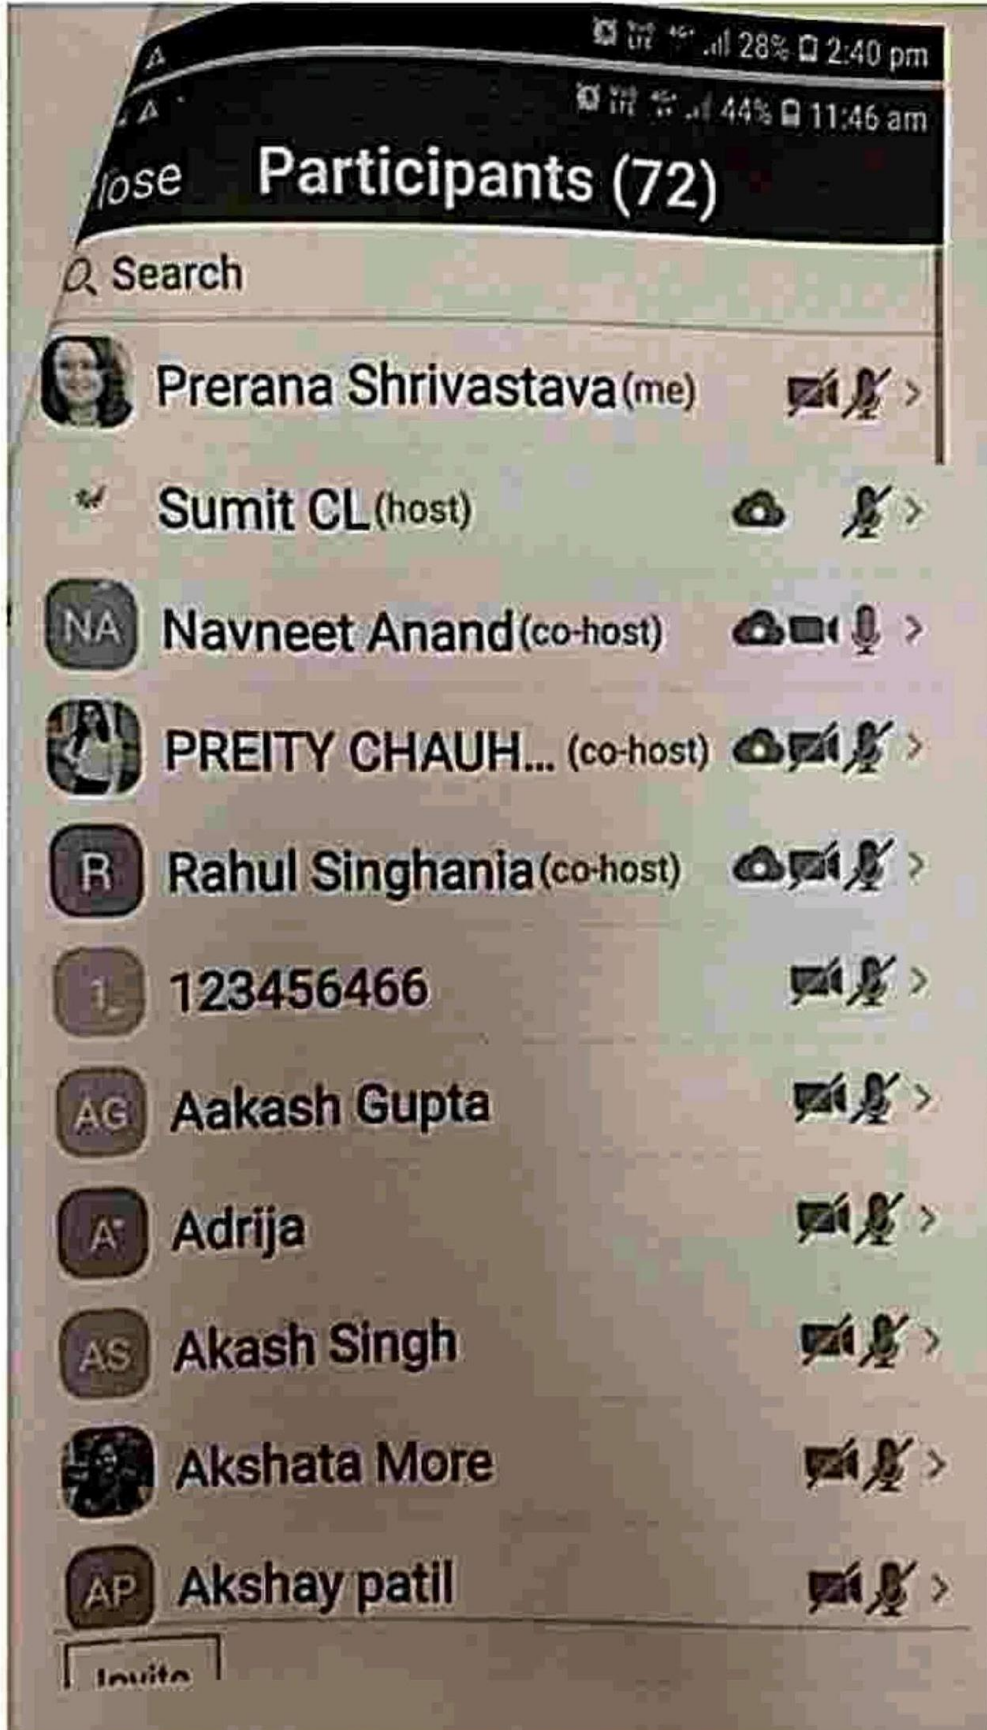 28% 2:40 pm
44% 11:46 am
lose Participants (72)
Search
Prerana Shrivastava (me)
Sumit CL (host)
NA Navneet Anand (co-host)
PREITY CHAUH... (co-host)
R Rahul Singhania (co-host)
1_ 123456466
AG Aakash Gupta
A Adrija
AS Akash Singh
Akshata More
AP Akshay patil
Invite